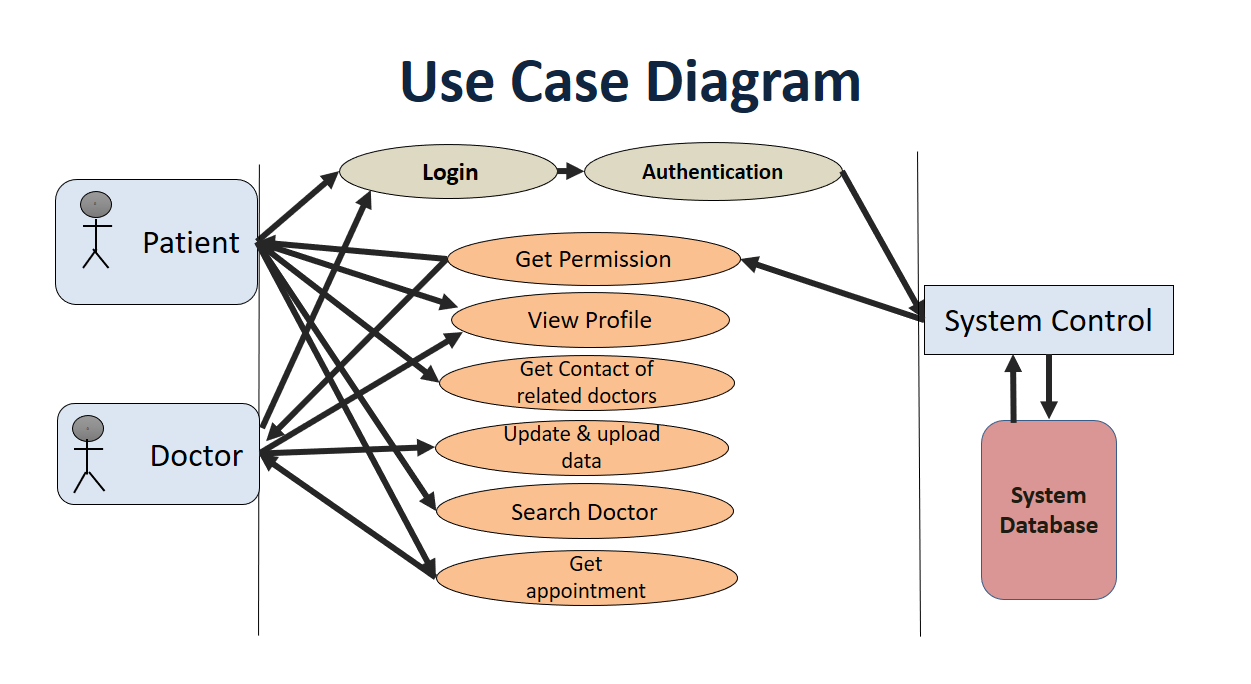 Use Case Diagram
Login
Authentication
Patient
Get Permission
View Profile
System Control
Get Contact of
related doctors
Doctor
Update & upload
data
Search Doctor
System
Database
Get
appointment